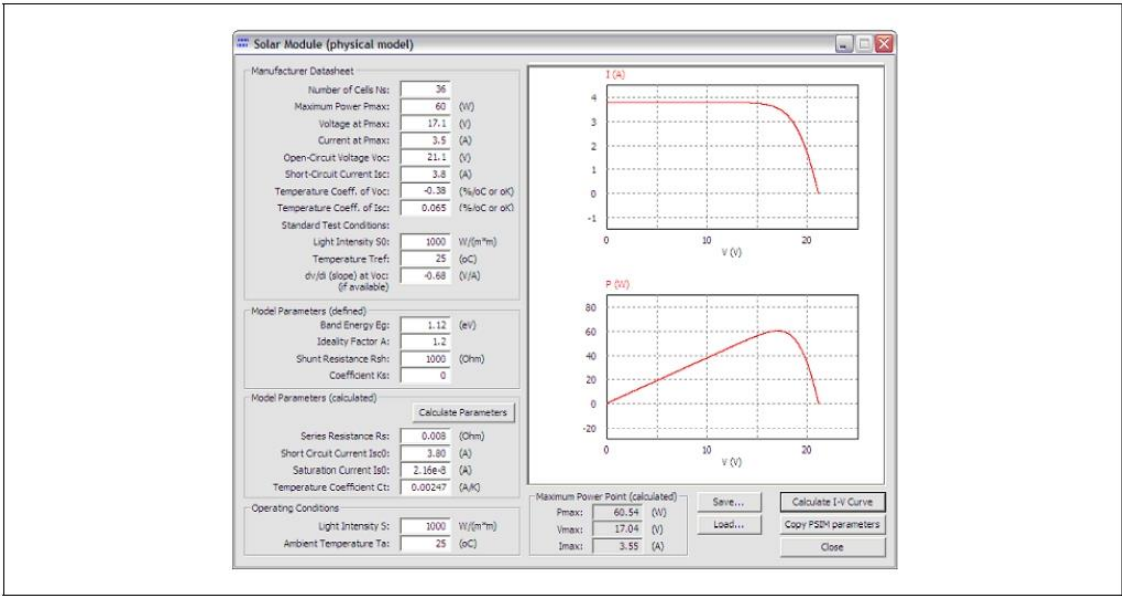 Solar Module (physical model)
Manufacturer Datasheet
Number of Cells Ns: 36
Maximum Power Pmax: 60 (W)
Voltage at Pmax: 17.1 (V)
Current at Pmax: 3.5 (A)
Open-Circuit Voltage Voc: 21.1 (V)
Short-Circuit Current Isc: 3.8 (A)
Temperature Coeff. of Voc: -0.38 (%/oC or oK)
Temperature Coeff. of Isc: 0.065 (%/oC or oK)
Standard Test Conditions:
Light Intensity S0: 1000 W/(m*m)
Temperature Tref: 25 (oC)
dv/di (slope) at Voc: -0.68 (V/A)
(if available)
Model Parameters (defined)
Band Energy Eg: 1.12 (eV)
Ideality Factor A: 1.2
Shunt Resistance Rsh: 1000 (Ohm)
Coefficient Ks: 0
Model Parameters (calculated)
Calculate Parameters
Series Resistance Rs: 0.008 (Ohm)
Short Circuit Current Isc0: 3.80 (A)
Saturation Current Is0: 2.16e-8 (A)
Temperature Coefficient Ct: 0.00247 (A/K)
Operating Conditions
Light Intensity S: 1000 W/(m*m)
Ambient Temperature Ta: 25 (oC)
I (A)
4
3
2
1
0
-1
0 10 20
V (V)
P (W)
80
60
40
20
0
-20
0 10 20
V (V)
Maximum Power Point (calculated)
Pmax: 60.54 (W)
Vmax: 17.04 (V)
Imax: 3.55 (A)
Save...
Load...
Calculate I-V Curve
Copy PSIM parameters
Close